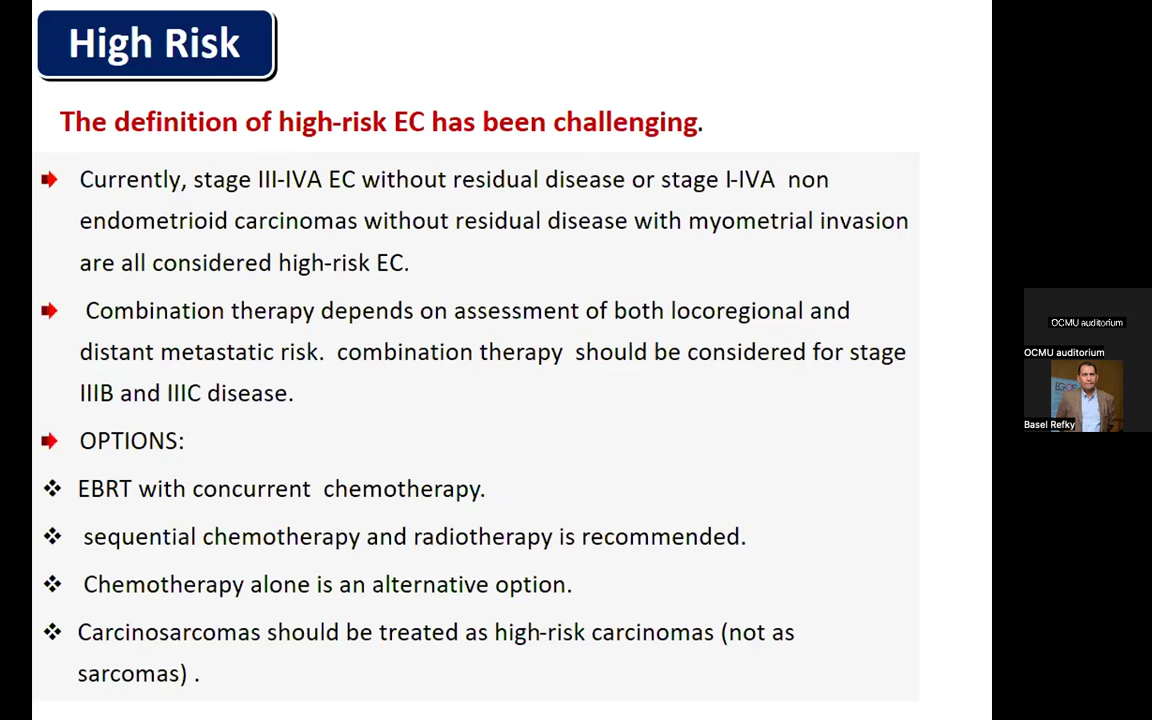 High Risk
The definition of high-risk EC has been challenging.
Currently, stage III-IVA EC without residual disease or stage I-IVA non
endometrioid carcinomas without residual disease with myometrial invasion
are all considered high-risk EC.
Combination therapy depends on assessment of both locoregional and
distant metastatic risk. combination therapy should be considered for stage
IIIB and IIIC disease.
OPTIONS:
EBRT with concurrent chemotherapy.
sequential chemotherapy and radiotherapy is recommended.
Chemotherapy alone is an alternative option.
Carcinosarcomas should be treated as high-risk carcinomas (not as
sarcomas) .
OCMU auditorium
OCMU auditorium
Basel Refky